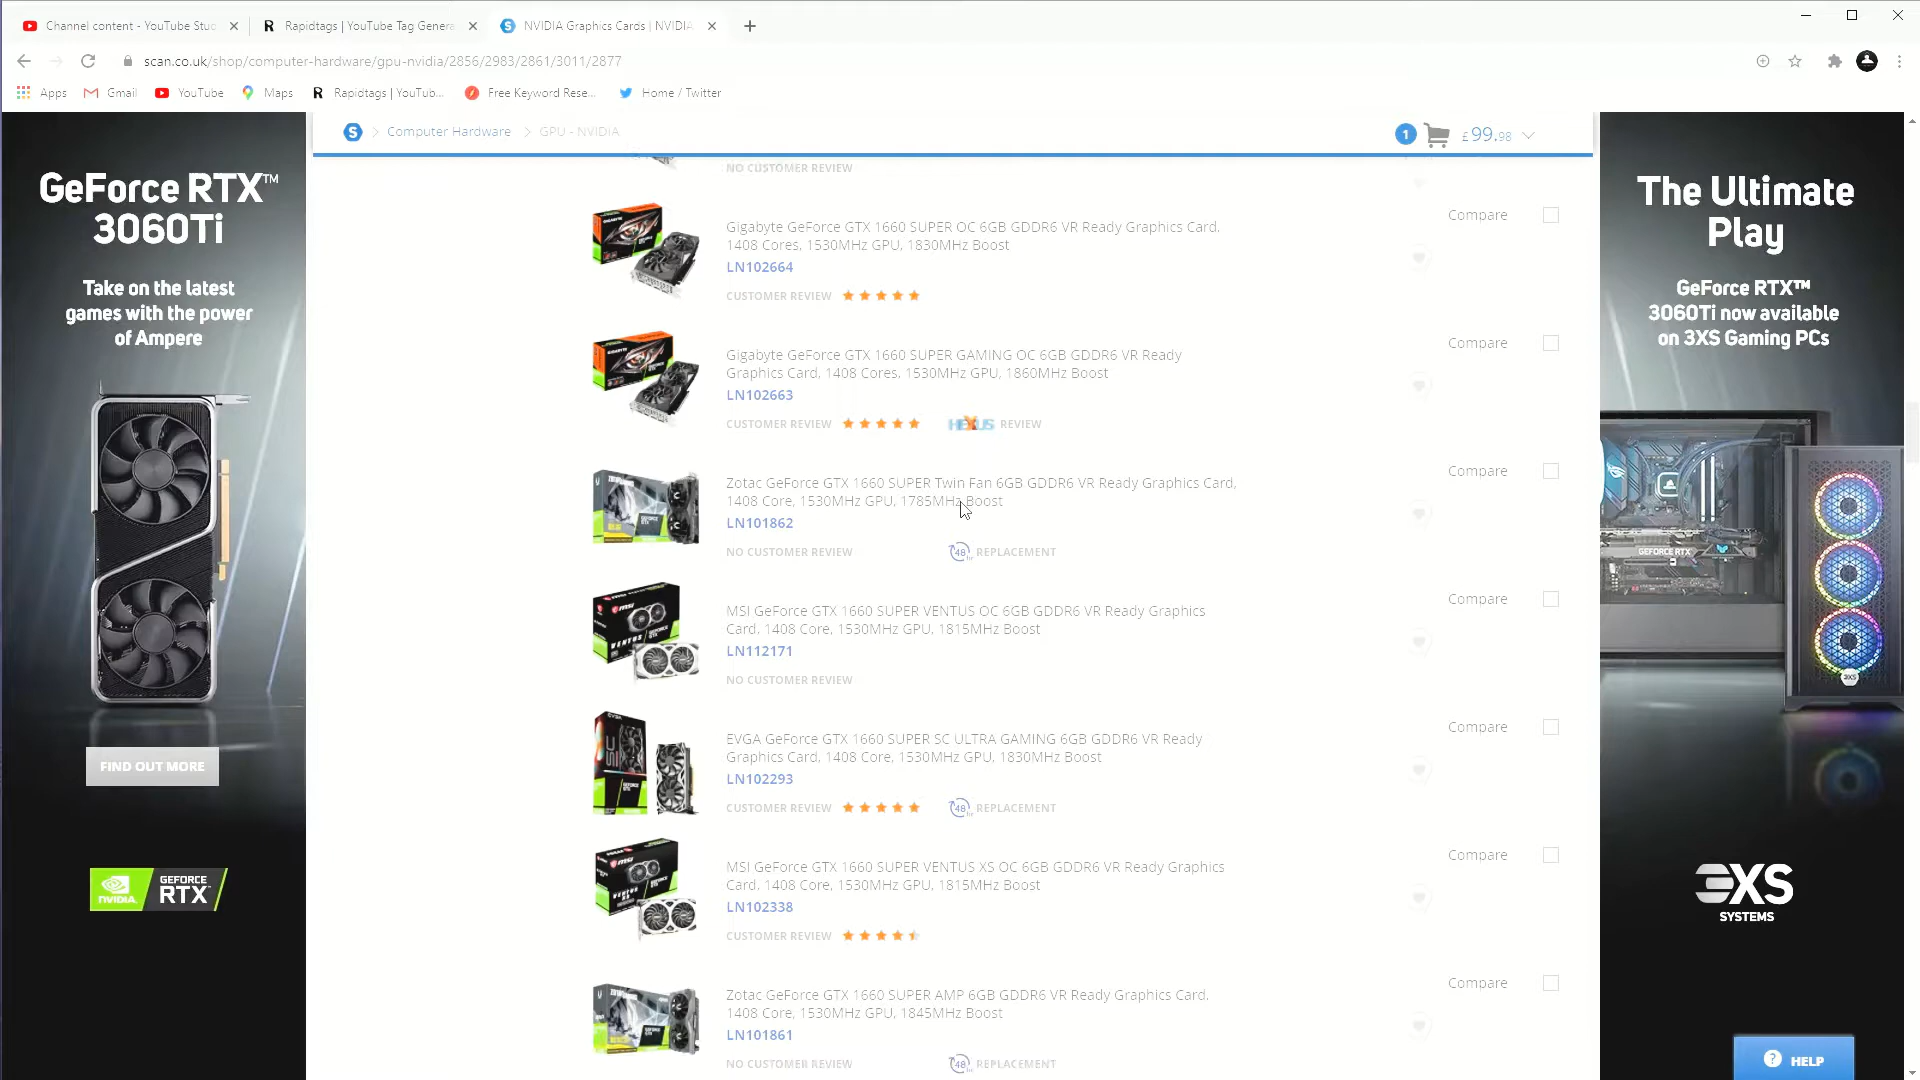 Channel content - YouTube Stud
Rapidtags | YouTube Tag Genera
NVIDIA Graphics Cards | NVIDIA
scan.co.uk/shop/computer-hardware/gpu-nvidia/2856/2983/2861/3011/2877
Apps
Gmail
YouTube
Maps
Rapidtags | YouTub...
Free Keyword Rese...
Home / Twitter
S
Computer Hardware
GPU - NVIDIA
1
£99.98
GeForce RTX™
3060Ti
Take on the latest
games with the power
of Ampere
FIND OUT MORE
NVIDIA.
GEFORCE
RTX
NO CUSTOMER REVIEW
Gigabyte GeForce GTX 1660 SUPER OC 6GB GDDR6 VR Ready Graphics Card,
1408 Cores, 1530MHz GPU, 1830MHz Boost
LN102664
CUSTOMER REVIEW
Compare
Gigabyte GeForce GTX 1660 SUPER GAMING OC 6GB GDDR6 VR Ready
Graphics Card, 1408 Cores, 1530MHz GPU, 1860MHz Boost
LN102663
CUSTOMER REVIEW
HEXUS REVIEW
Compare
Zotac GeForce GTX 1660 SUPER Twin Fan 6GB GDDR6 VR Ready Graphics Card,
1408 Core, 1530MHz GPU, 1785MHz Boost
LN101862
NO CUSTOMER REVIEW
48hr REPLACEMENT
Compare
MSI GeForce GTX 1660 SUPER VENTUS OC 6GB GDDR6 VR Ready Graphics
Card, 1408 Core, 1530MHz GPU, 1815MHz Boost
LN112171
NO CUSTOMER REVIEW
Compare
EVGA GeForce GTX 1660 SUPER SC ULTRA GAMING 6GB GDDR6 VR Ready
Graphics Card, 1408 Core, 1530MHz GPU, 1830MHz Boost
LN102293
CUSTOMER REVIEW
48hr REPLACEMENT
Compare
MSI GeForce GTX 1660 SUPER VENTUS XS OC 6GB GDDR6 VR Ready Graphics
Card, 1408 Core, 1530MHz GPU, 1815MHz Boost
LN102338
CUSTOMER REVIEW
Compare
Zotac GeForce GTX 1660 SUPER AMP 6GB GDDR6 VR Ready Graphics Card,
1408 Core, 1530MHz GPU, 1845MHz Boost
LN101861
NO CUSTOMER REVIEW
48hr REPLACEMENT
Compare
The Ultimate
Play
GeForce RTX™
3060Ti now available
on 3XS Gaming PCs
GEFORCE RTX
3XS
3XS
SYSTEMS
? HELP